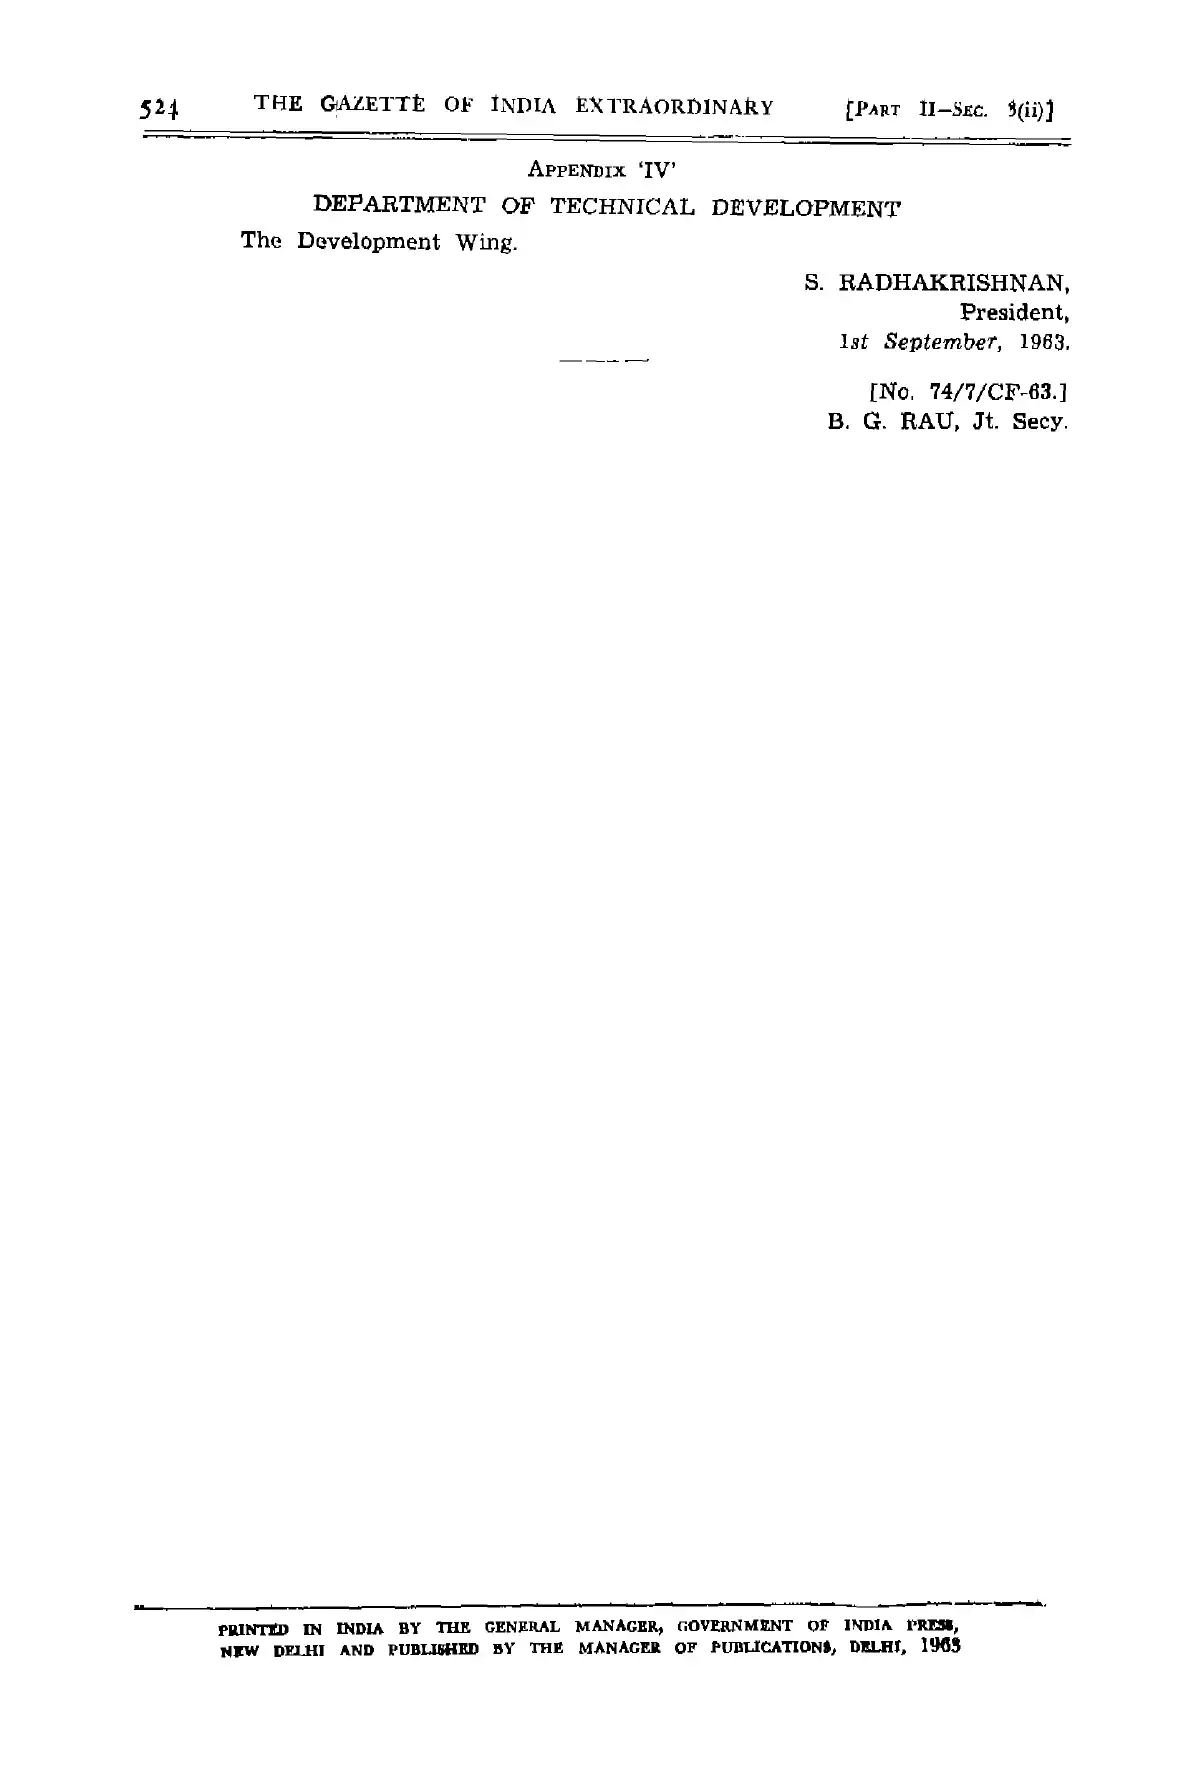 524 THE GAZETTE OF INDIA EXTRAORDINARY [PART II—SEC. 3(ii)]
APPENDIX ‘IV’
DEPARTMENT OF TECHNICAL DEVELOPMENT
The Development Wing.
S. RADHAKRISHNAN,
President,
1st September, 1963.
[No. 74/7/CF-63.]
B. G. RAU, Jt. Secy.
PRINTED IN INDIA BY THE GENERAL MANAGER, GOVERNMENT OF INDIA PRESS,
NEW DELHI AND PUBLISHED BY THE MANAGER OF PUBLICATIONS, DELHI, 1963